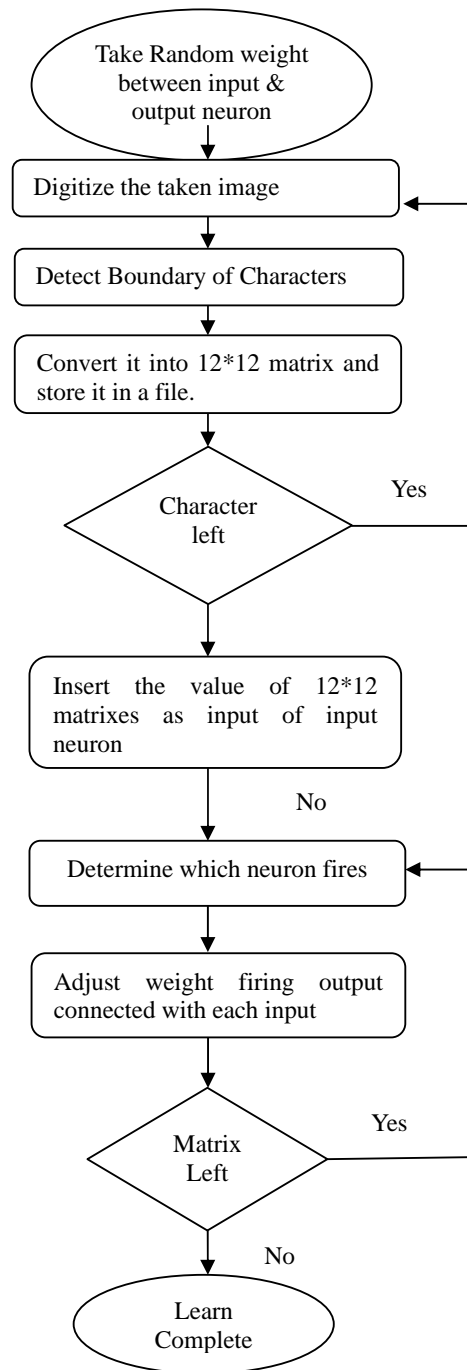 Take Random weight
between input &
output neuron
Digitize the taken image
Detect Boundary of Characters
Convert it into 12*12 matrix and
store it in a file.
Character
left
Yes
Insert the value of 12*12
matrixes as input of input
neuron
No
Determine which neuron fires
Adjust weight firing output
connected with each input
Matrix
Left
Yes
No
Learn
Complete